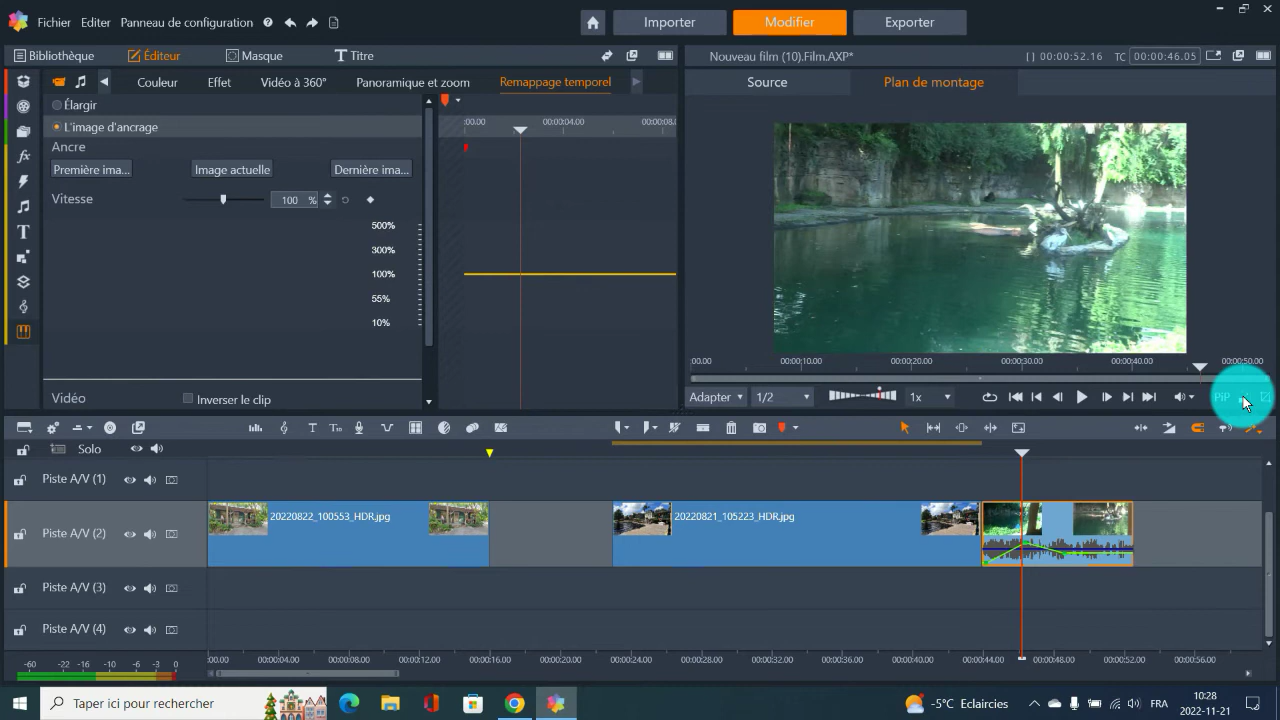 Fichier Editer Panneau de configuration
Importer Modifier Exporter
Bibliothèque Éditeur Masque Titre
Nouveau film (10).Film.AXP* [] 00:00:52.16 TC 00:00:46.05
Couleur Effet Vidéo à 360° Panoramique et zoom Remappage temporel
Source Plan de montage
Élargir
L'image d'ancrage
Ancre
Première ima... Image actuelle Dernière ima...
Vitesse 100 %
500%
300%
100%
55%
10%
Vidéo Inverser le clip
:00.00 00:00:04.00 00:00:08.0
:00.00 00:00:10.00 00:00:20.00 00:00:30.00 00:00:40.00 00:00:50.00
Adapter 1/2 1x PiP
Solo
Piste A/V (1)
Piste A/V (2) 20220822_100553_HDR.jpg 20220821_105223_HDR.jpg
Piste A/V (3)
Piste A/V (4)
-60 -22 -16 -10 -6 -3 0
:00.00 00:00:04.00 00:00:08.00 00:00:12.00 00:00:16.00 00:00:20.00 00:00:24.00 00:00:28.00 00:00:32.00 00:00:36.00 00:00:40.00 00:00:44.00 00:00:48.00 00:00:52.00 00:00:56.00
Taper ici pour rechercher
-5°C Eclaircies FRA 10:28
2022-11-21